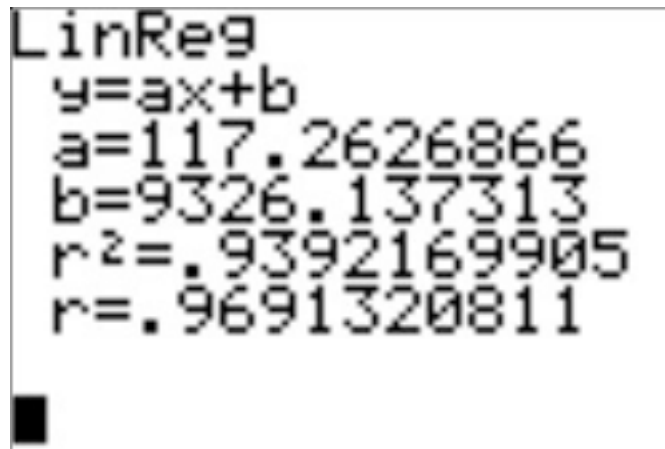 LinReg
y=ax+b
a=117.2626866
b=9326.137313
r²=.9392169905
r=.9691320811